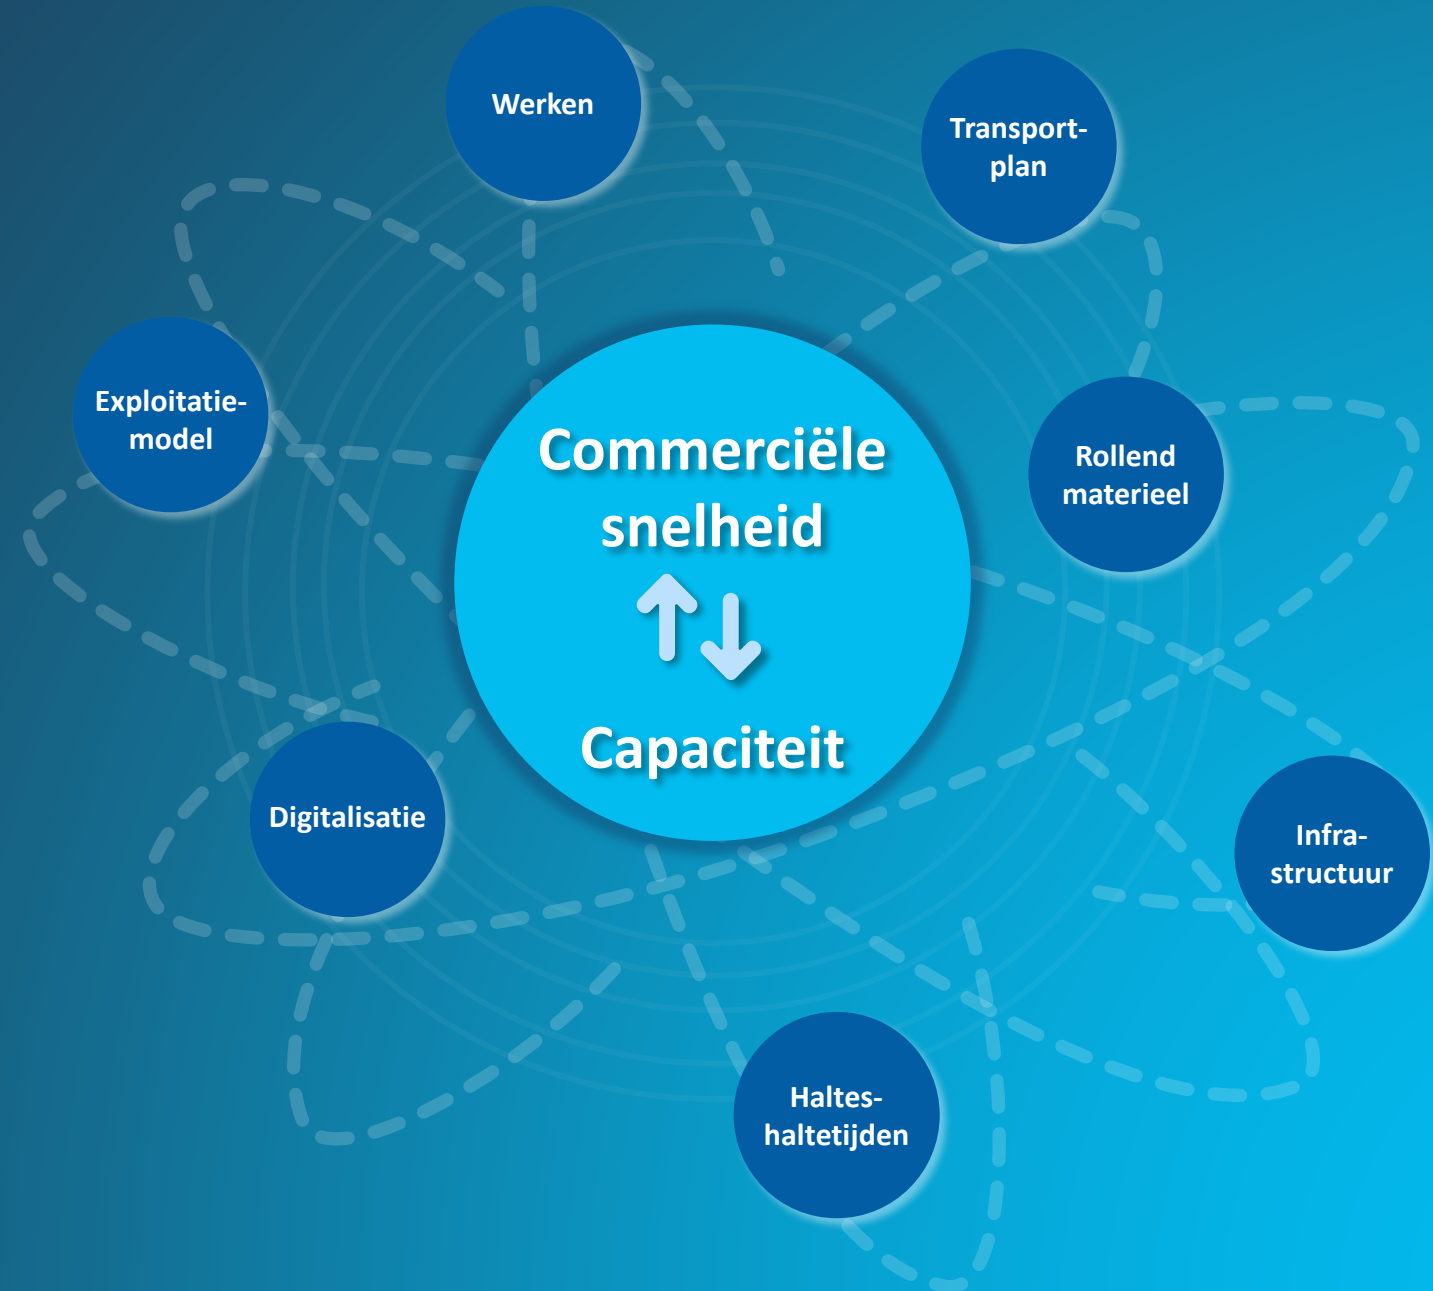 Werken
Transport-
plan
Exploitatie-
model
Commerciële
snelheid
Capaciteit
Rollend
materieel
Digitalisatie
Infra-
structuur
Haltes-
haltetijden